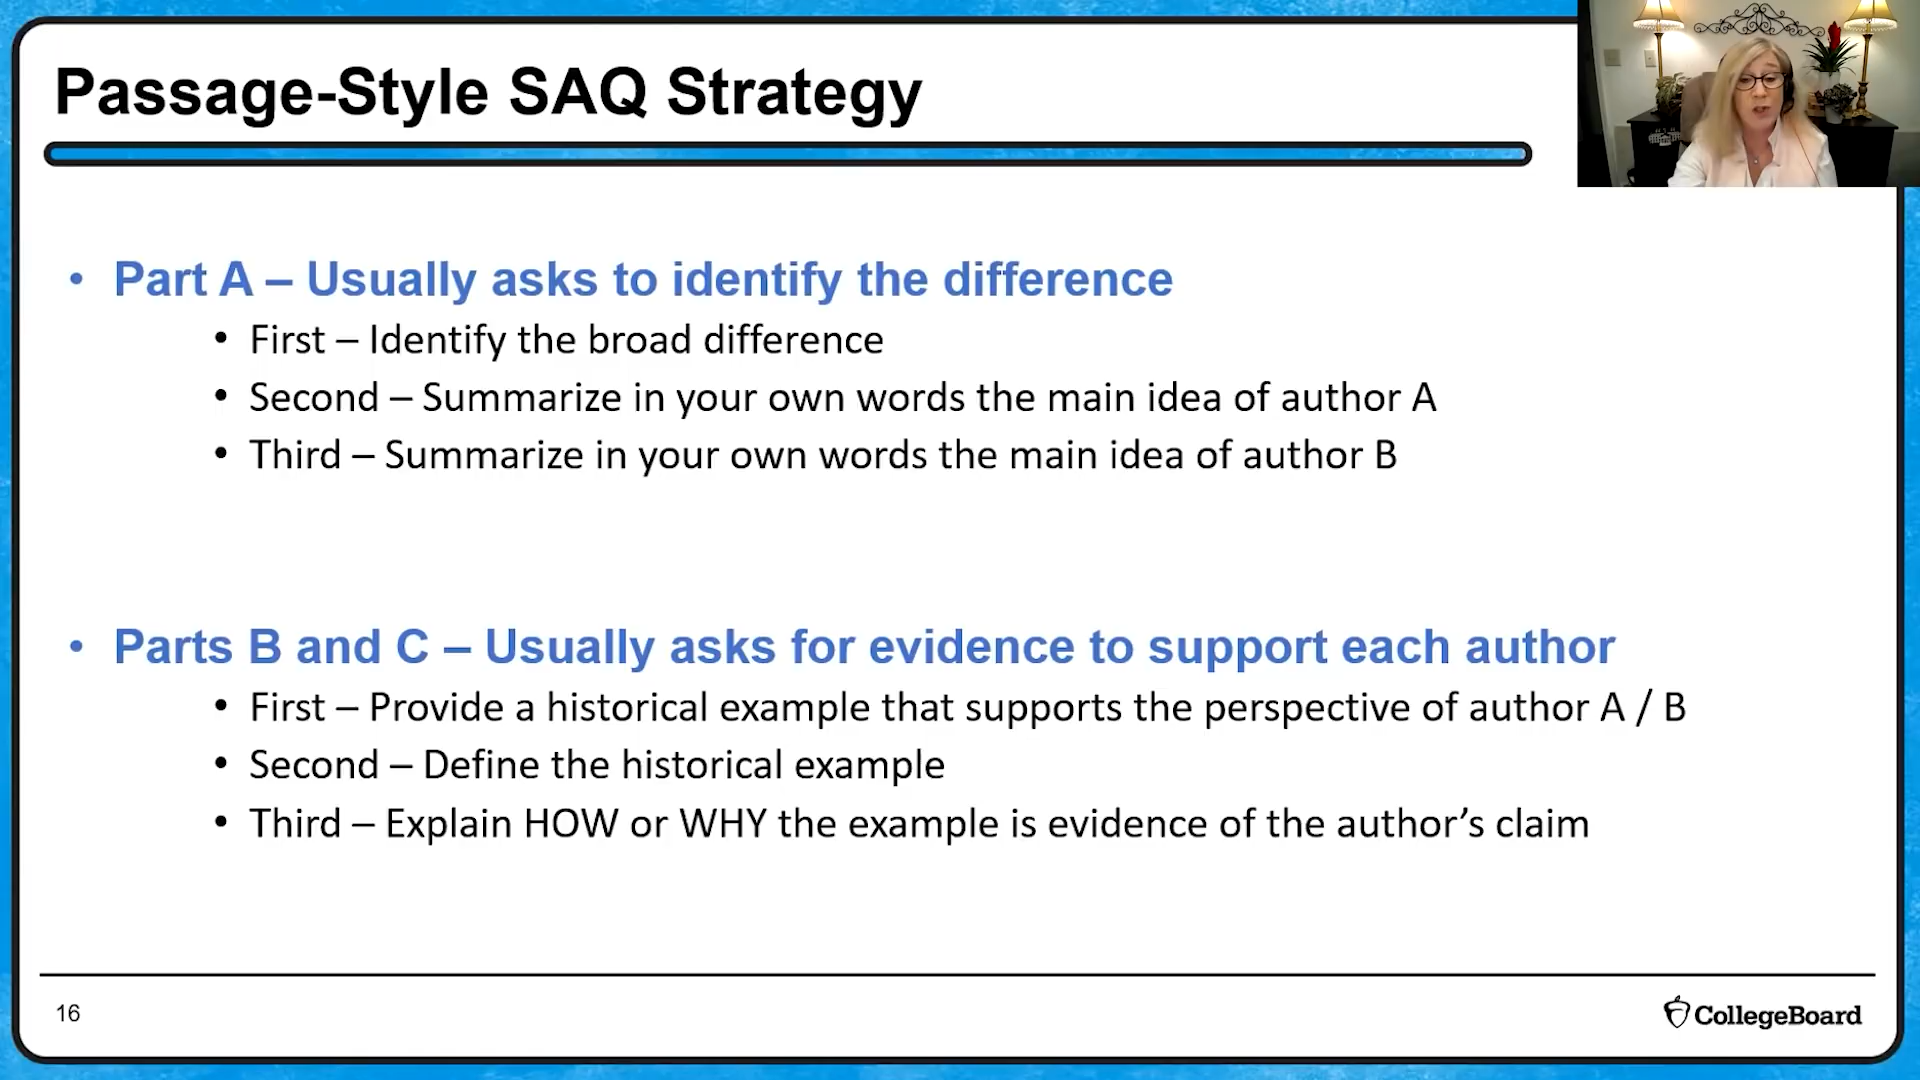 Passage-Style SAQ Strategy
• Part A – Usually asks to identify the difference
• First – Identify the broad difference
• Second – Summarize in your own words the main idea of author A
• Third – Summarize in your own words the main idea of author B
• Parts B and C – Usually asks for evidence to support each author
• First – Provide a historical example that supports the perspective of author A / B
• Second – Define the historical example
• Third – Explain HOW or WHY the example is evidence of the author’s claim
16
CollegeBoard